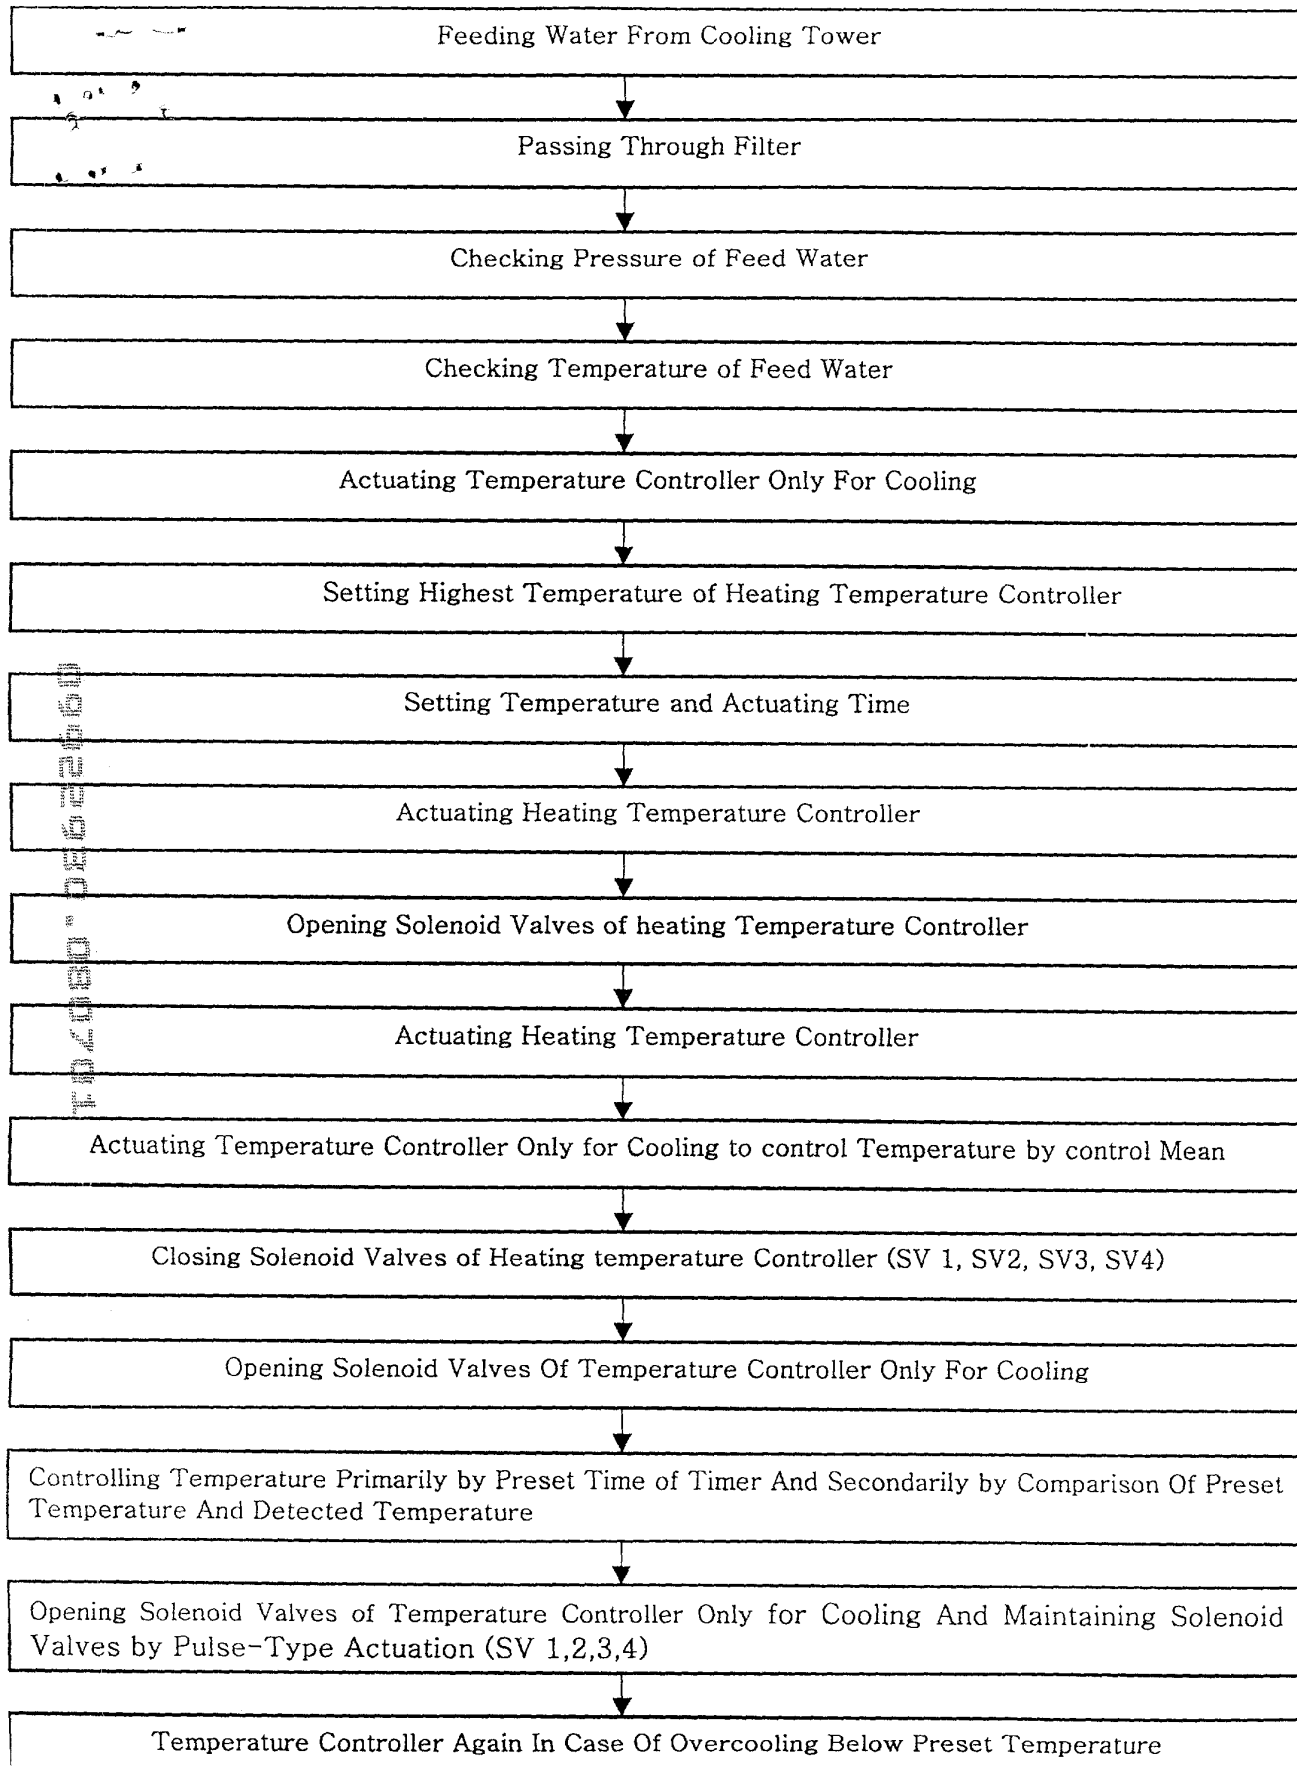 Feeding Water From Cooling Tower
Passing Through Filter
Checking Pressure of Feed Water
Checking Temperature of Feed Water
Actuating Temperature Controller Only For Cooling
Setting Highest Temperature of Heating Temperature Controller
Setting Temperature and Actuating Time
Actuating Heating Temperature Controller
Opening Solenoid Valves of heating Temperature Controller
Actuating Heating Temperature Controller
Actuating Temperature Controller Only for Cooling to control Temperature by control Mean
Closing Solenoid Valves of Heating temperature Controller (SV 1, SV2, SV3, SV4)
Opening Solenoid Valves Of Temperature Controller Only For Cooling
Controlling Temperature Primarily by Preset Time of Timer And Secondarily by Comparison Of Preset
Temperature And Detected Temperature
Opening Solenoid Valves of Temperature Controller Only for Cooling And Maintaining Solenoid
Valves by Pulse-Type Actuation (SV 1,2,3,4)
Temperature Controller Again In Case Of Overcooling Below Preset Temperature